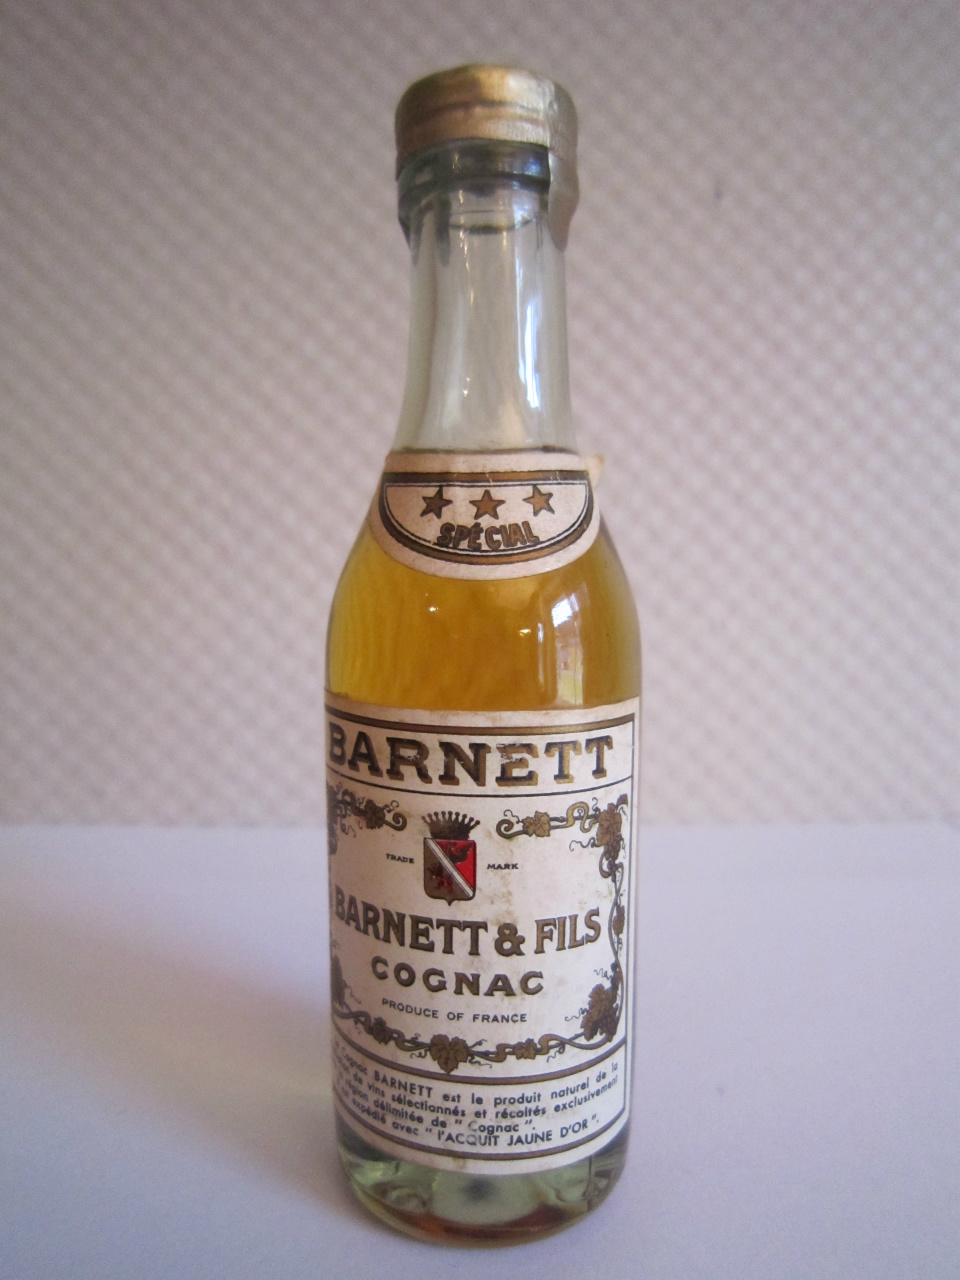 SPÉCIAL
BARNETT
TRADE MARK
BARNETT & FILS
COGNAC
PRODUCE OF FRANCE
Cognac BARNETT est le produit naturel de la
de vins sélectionnés et récoltés exclusivement
région délimitée de " Cognac ".
expédié avec " l'ACQUIT JAUNE D'OR ".